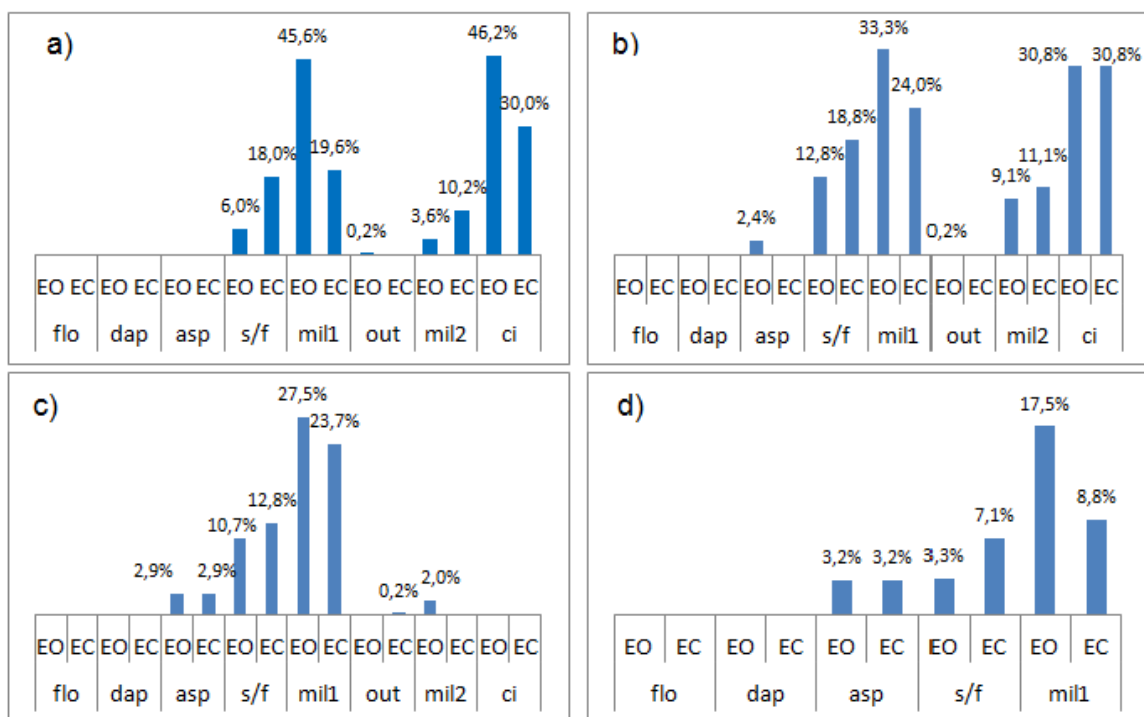 a)
45,6%
46,2%
30,0%
18,0%
19,6%
6,0%
0,2%
3,6%
10,2%
EO EC EO EC EO EC EO EC EO EC EO EC EO EC EO EC
flo dap asp s/f mil1 out mil2 ci
b)
33,3%
30,8% 30,8%
24,0%
18,8%
12,8%
2,4%
0,2%
9,1%
11,1%
EO EC EO EC EO EC EO EC EO EC EO EC EO EC EO EC
flo dap asp s/f mil1 out mil2 ci
c)
27,5%
23,7%
12,8%
10,7%
2,9% 2,9%
0,2%
2,0%
EO EC EO EC EO EC EO EC EO EC EO EC EO EC EO EC
flo dap asp s/f mil1 out mil2 ci
d)
17,5%
8,8%
7,1%
3,2% 3,2% 3,3%
EO EC EO EC EO EC EO EC EO EC
flo dap asp s/f mil1